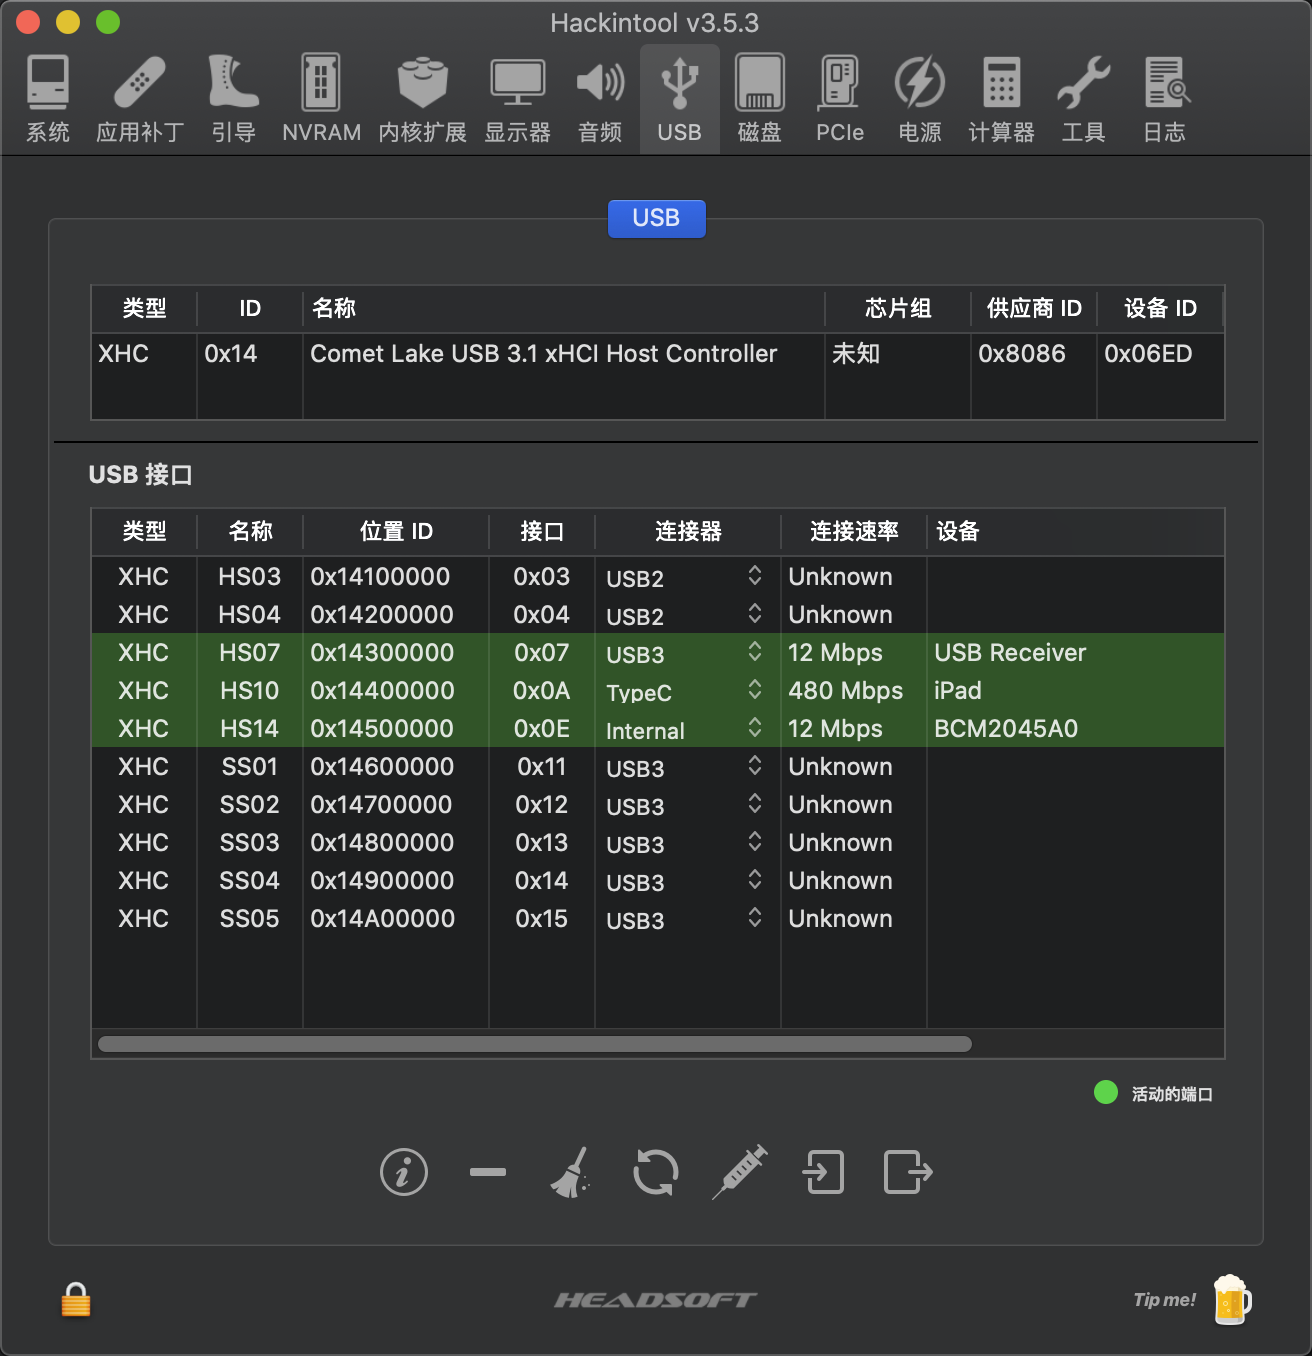 Hackintool v3.5.3
系统 应用补丁 引导 NVRAM 内核扩展 显示器 音频 USB 磁盘 PCIe 电源 计算器 工具 日志
USB
类型 ID 名称 芯片组 供应商 ID 设备 ID
XHC 0x14 Comet Lake USB 3.1 xHCI Host Controller 未知 0x8086 0x06ED
USB 接口
类型 名称 位置 ID 接口 连接器 连接速率 设备
XHC HS03 0x14100000 0x03 USB2 Unknown
XHC HS04 0x14200000 0x04 USB2 Unknown
XHC HS07 0x14300000 0x07 USB3 12 Mbps USB Receiver
XHC HS10 0x14400000 0x0A TypeC 480 Mbps iPad
XHC HS14 0x14500000 0x0E Internal 12 Mbps BCM2045A0
XHC SS01 0x14600000 0x11 USB3 Unknown
XHC SS02 0x14700000 0x12 USB3 Unknown
XHC SS03 0x14800000 0x13 USB3 Unknown
XHC SS04 0x14900000 0x14 USB3 Unknown
XHC SS05 0x14A00000 0x15 USB3 Unknown
活动的端口
HEADSOFT
Tip me!